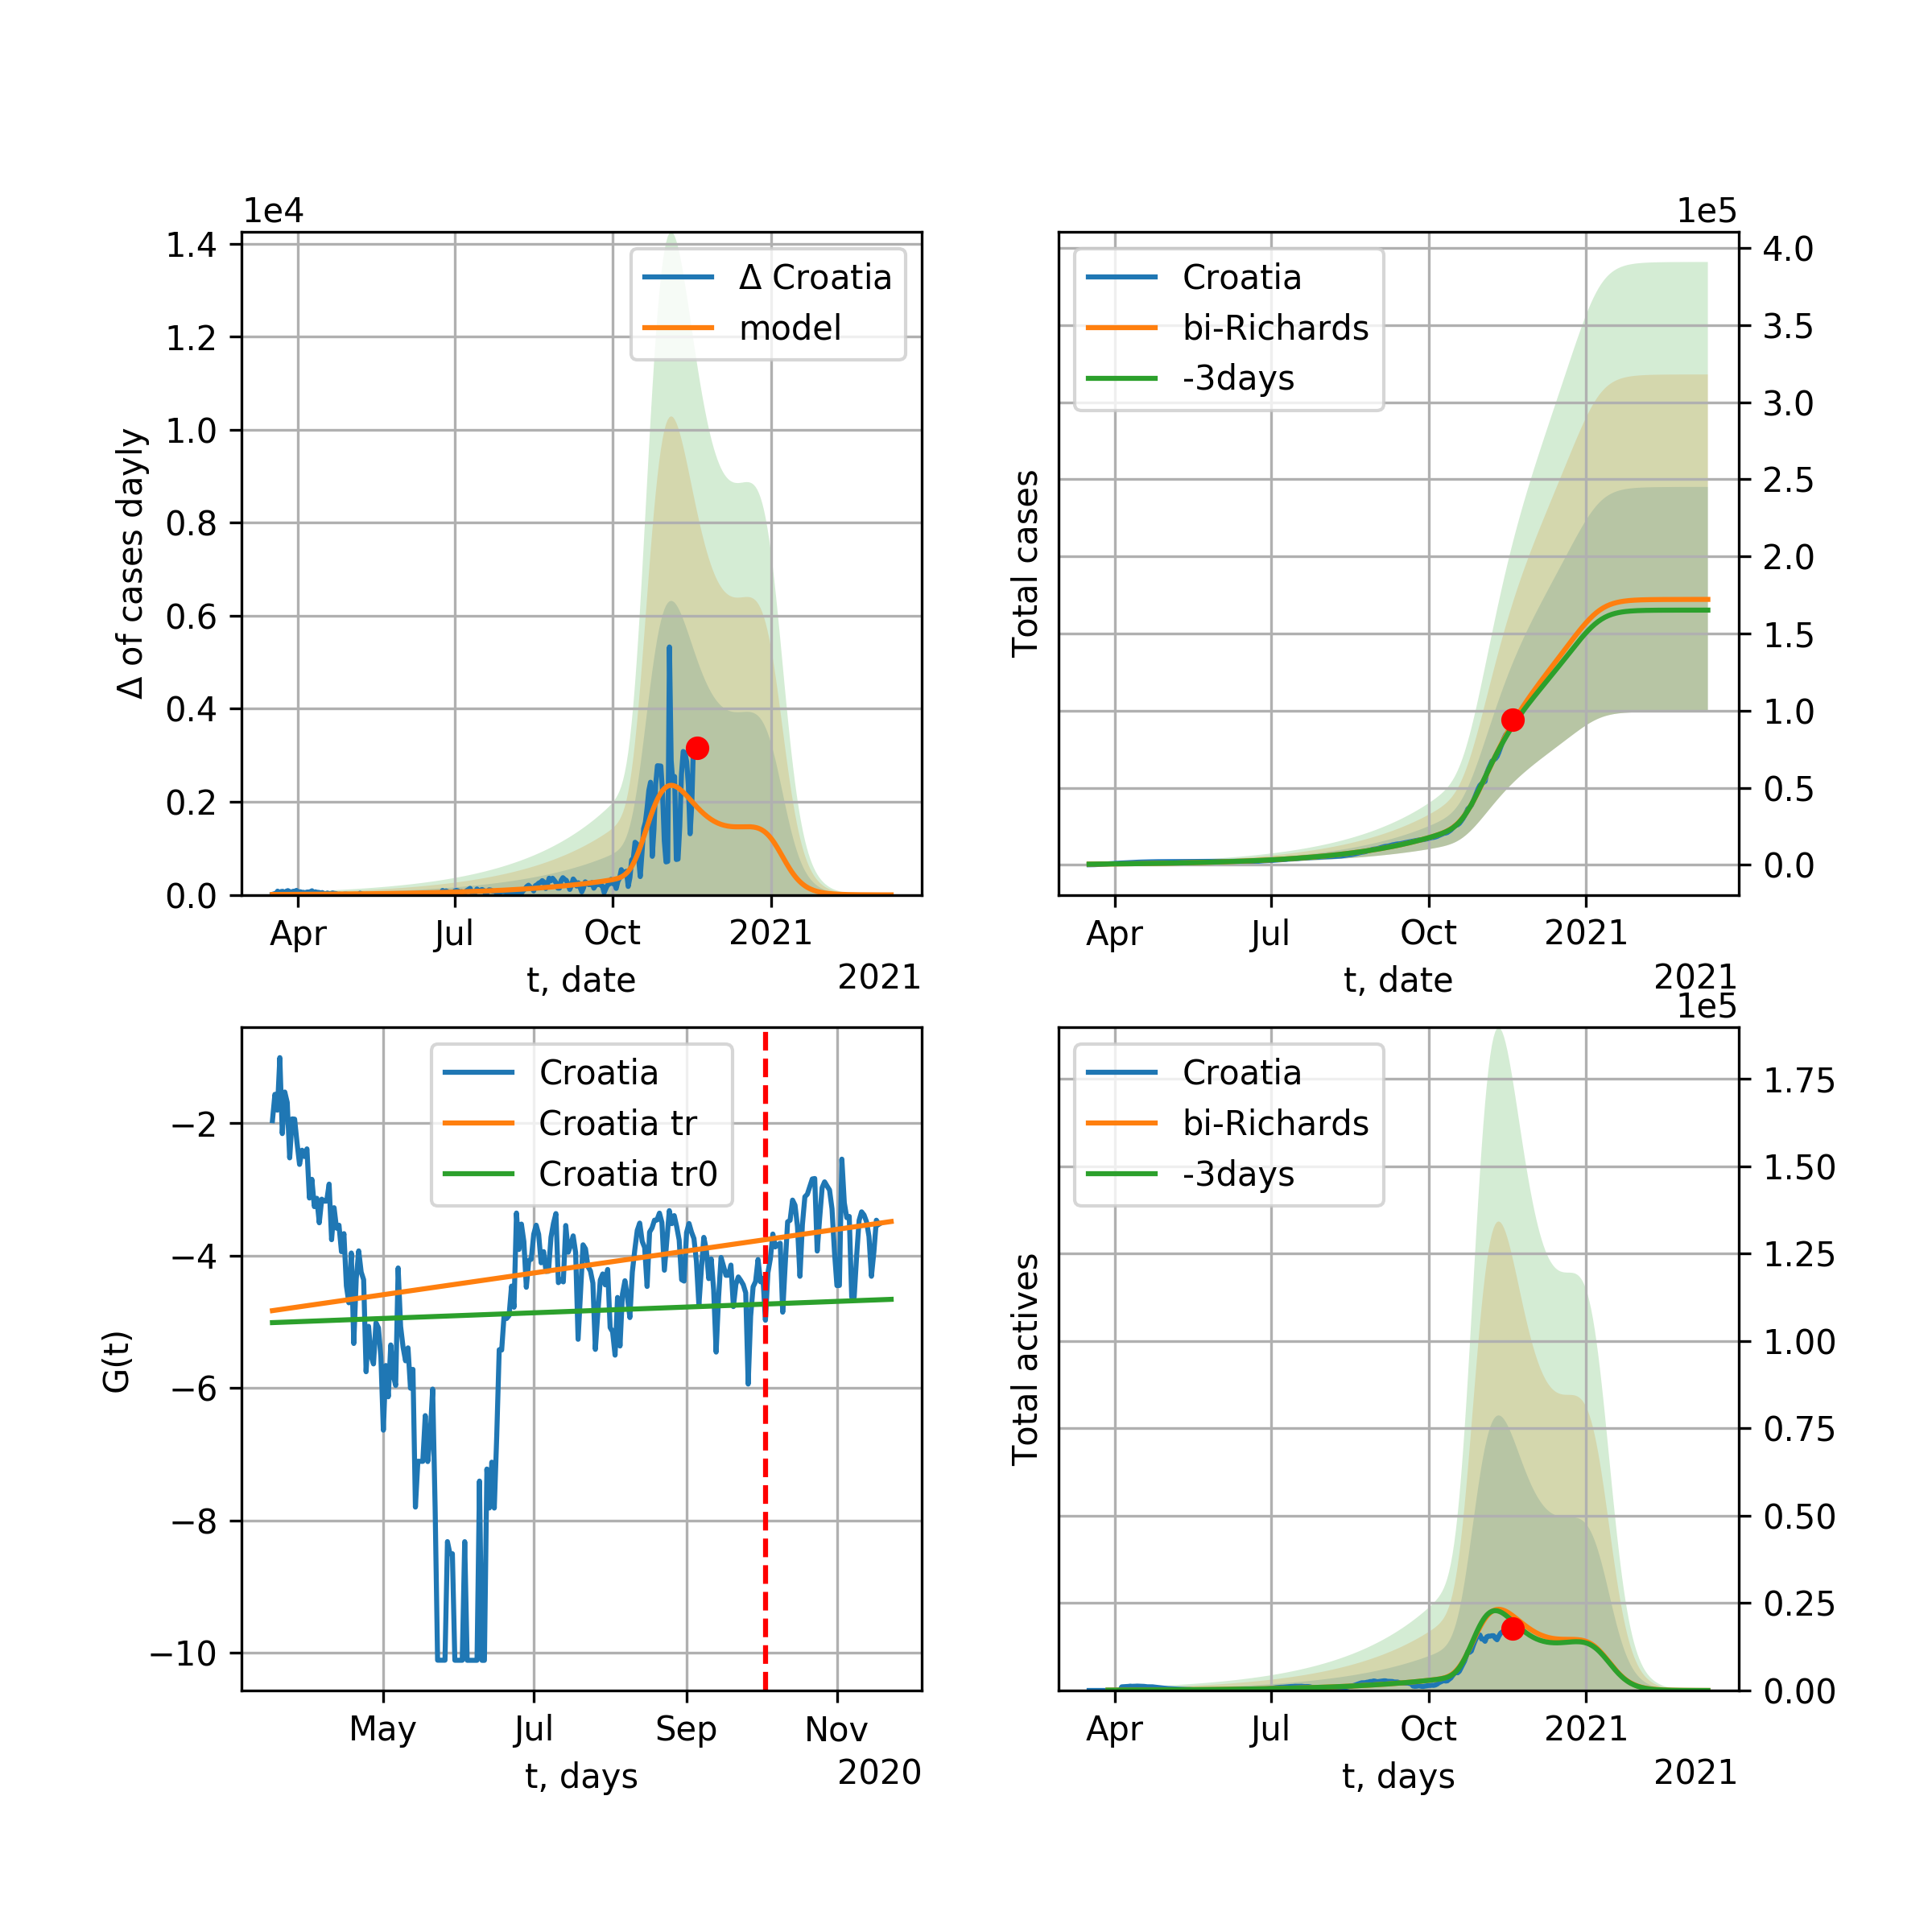 1e4
1.4
1.2
1.0
0.8
0.6
0.4
0.2
0.0
Δ of cases dayly
Δ Croatia
model
Apr Jul Oct 2021
t, date
2021
1e5
4.0
3.5
3.0
2.5
2.0
1.5
1.0
0.5
0.0
Total cases
Croatia
bi-Richards
-3days
Apr Jul Oct 2021
t, date
2021
−2
−4
−6
−8
−10
G(t)
Croatia
Croatia tr
Croatia tr0
May Jul Sep Nov
t, days
2020
1e5
1.75
1.50
1.25
1.00
0.75
0.50
0.25
0.00
Total actives
Croatia
bi-Richards
-3days
Apr Jul Oct 2021
t, days
2021